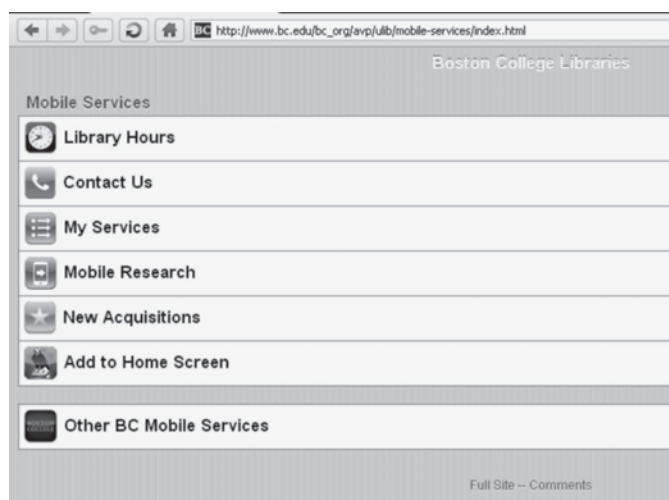 BC http://www.bc.edu/bc_org/avp/ulib/mobile-services/index.html
Boston College Libraries
Mobile Services
Library Hours
Contact Us
My Services
Mobile Research
New Acquisitions
Add to Home Screen
BOSTON
COLLEGE
Other BC Mobile Services
Full Site -- Comments